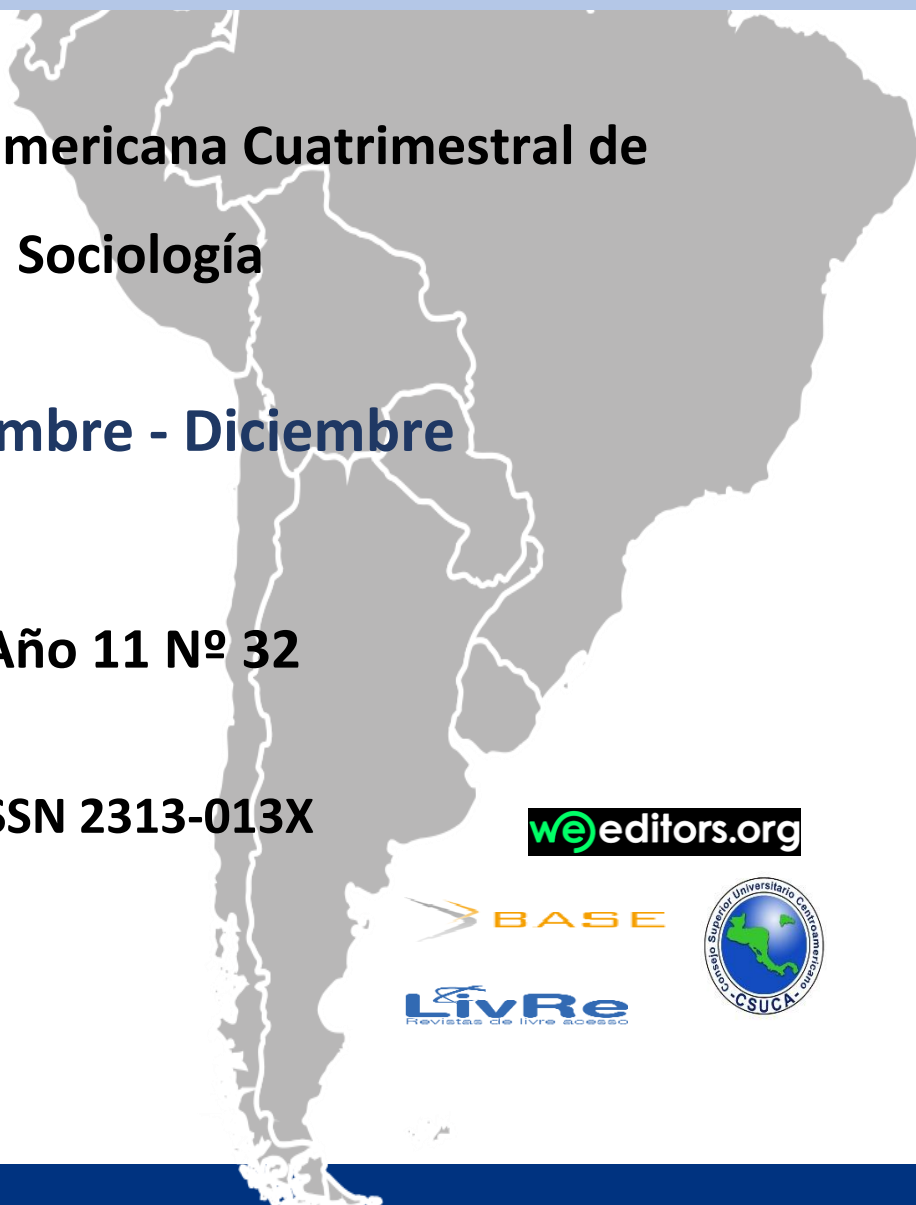 mericana Cuatrimestral de
Sociología
mbre - Diciembre
Año 11 Nº 32
SSN 2313-013X
weeditors.org
BASE
LivRe
Revistas de livre acesso
Consejo Superior Universitario Centroamericano
-CSUCA-